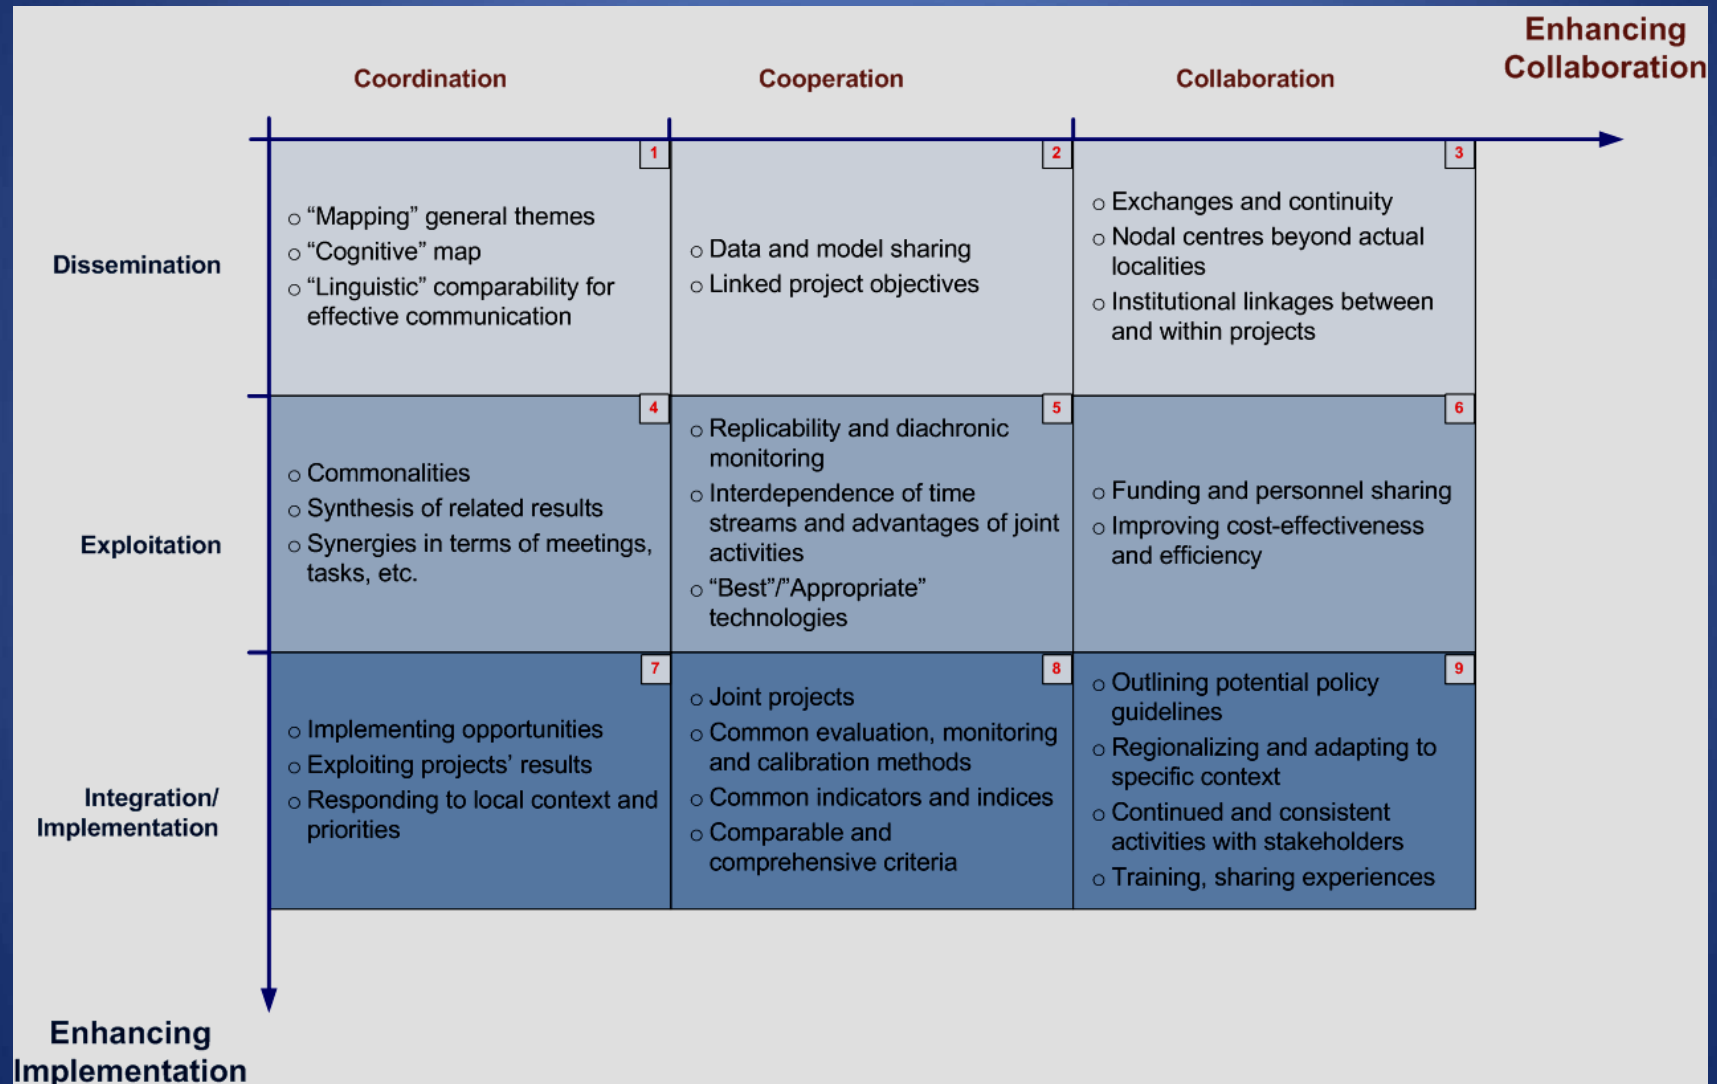 Enhancing
Collaboration
Coordination
Cooperation
Collaboration
Dissemination
1
○ “Mapping” general themes
○ “Cognitive” map
○ “Linguistic” comparability for
effective communication
2
○ Data and model sharing
○ Linked project objectives
3
○ Exchanges and continuity
○ Nodal centres beyond actual
localities
○ Institutional linkages between
and within projects
Exploitation
4
○ Commonalities
○ Synthesis of related results
○ Synergies in terms of meetings,
tasks, etc.
5
○ Replicability and diachronic
monitoring
○ Interdependence of time
streams and advantages of joint
activities
○ “Best”/”Appropriate”
technologies
6
○ Funding and personnel sharing
○ Improving cost-effectiveness
and efficiency
Integration/
Implementation
7
○ Implementing opportunities
○ Exploiting projects’ results
○ Responding to local context and
priorities
8
○ Joint projects
○ Common evaluation, monitoring
and calibration methods
○ Common indicators and indices
○ Comparable and
comprehensive criteria
9
○ Outlining potential policy
guidelines
○ Regionalizing and adapting to
specific context
○ Continued and consistent
activities with stakeholders
○ Training, sharing experiences
Enhancing
Implementation